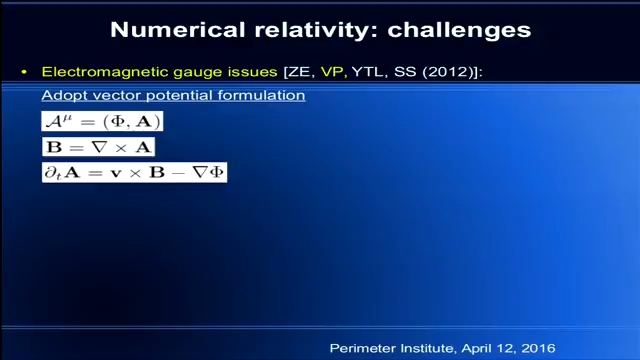 Numerical relativity: challenges
• Electromagnetic gauge issues [ZE, VP, YTL, SS (2012)]:
Adopt vector potential formulation
𝒜^μ = (Φ, A)
B = ∇ × A
∂_t A = v × B − ∇Φ
Perimeter Institute, April 12, 2016